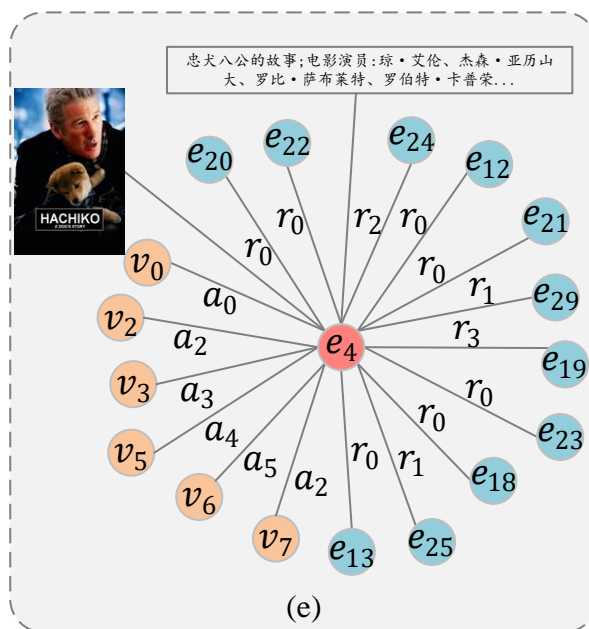 忠犬八公的故事;电影演员:琼·艾伦、杰森·亚历山
大、罗比·萨布莱特、罗伯特·卡普荣...
HACHIKO
A DOG'S STORY
e20
e22
e24
e12
e21
e29
e19
e23
e18
e25
e13
v7
v6
v5
v3
v2
v0
e4
r0
r0
r2
r0
r0
r1
r3
r0
r0
r1
r0
a2
a5
a4
a3
a2
a0
(e)